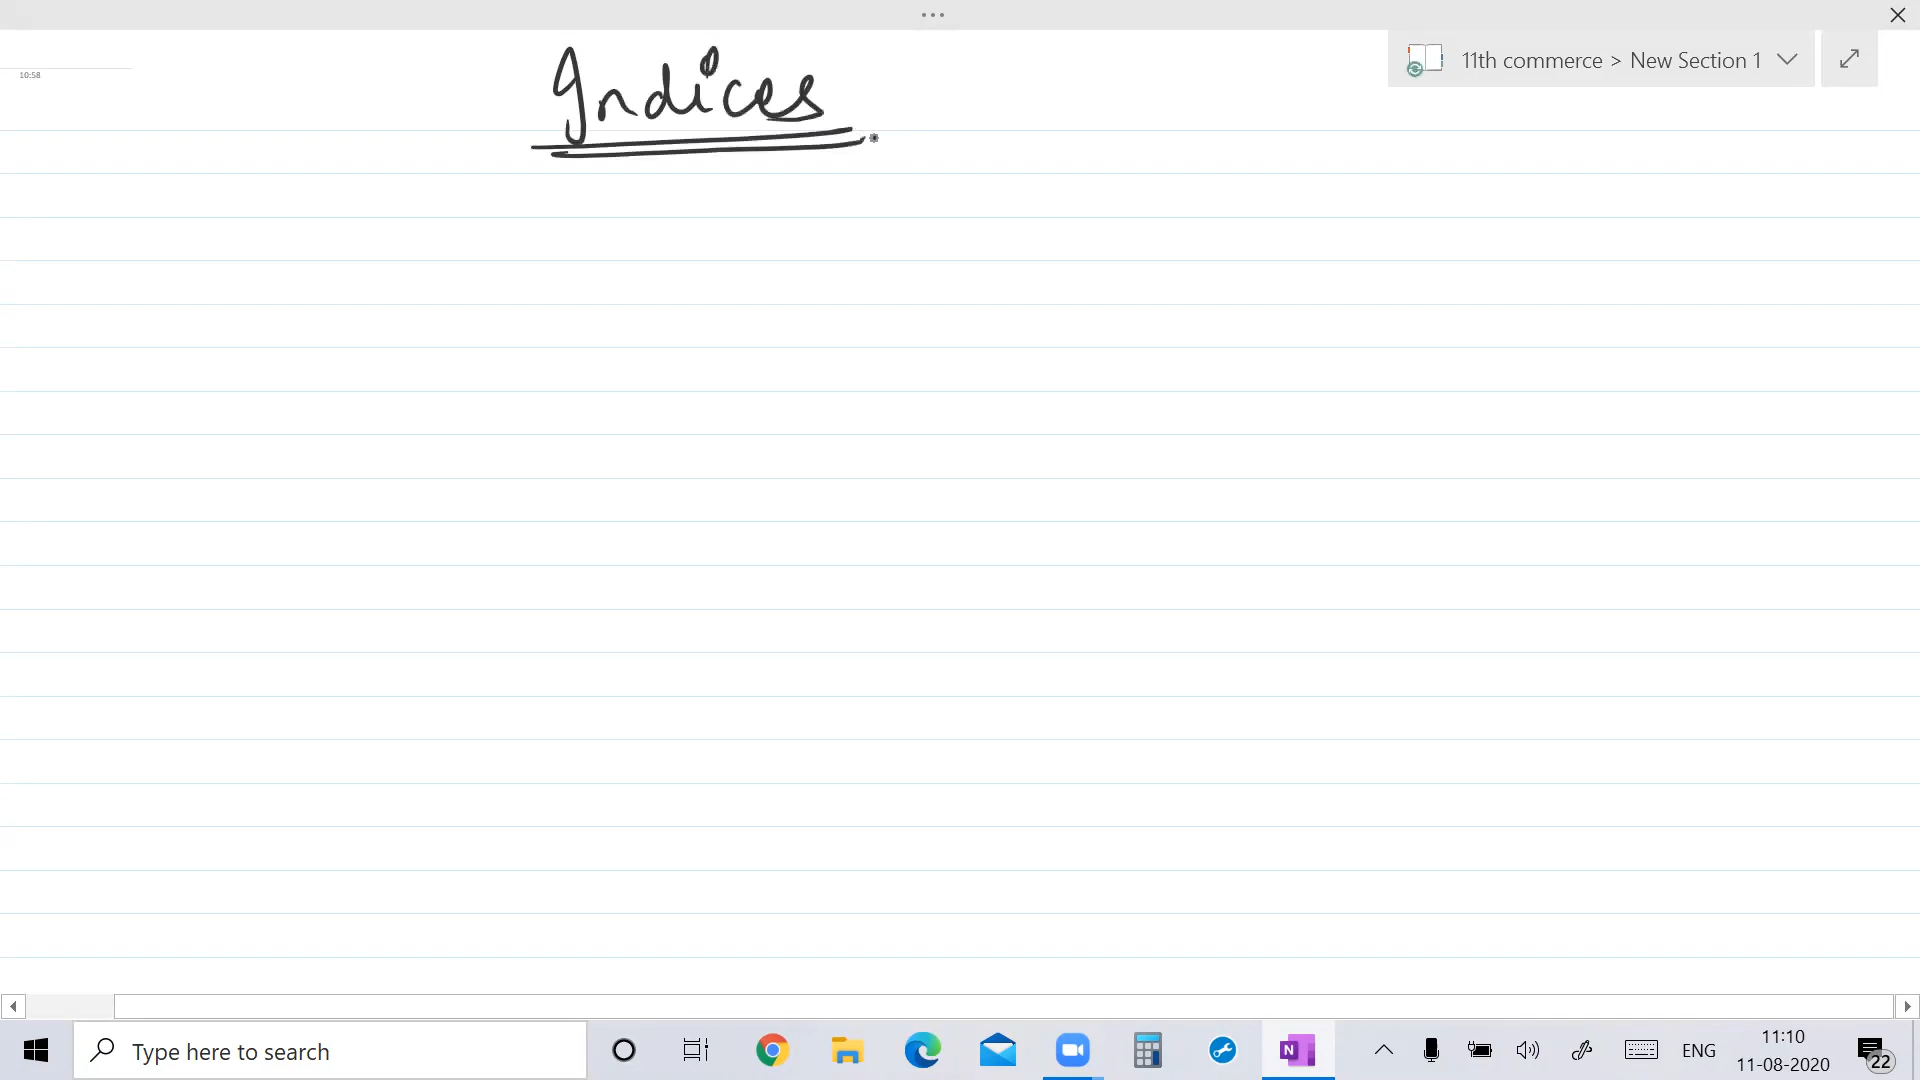 Indices
11th commerce > New Section 1
10:58
Type here to search
ENG
11:10
11-08-2020
22